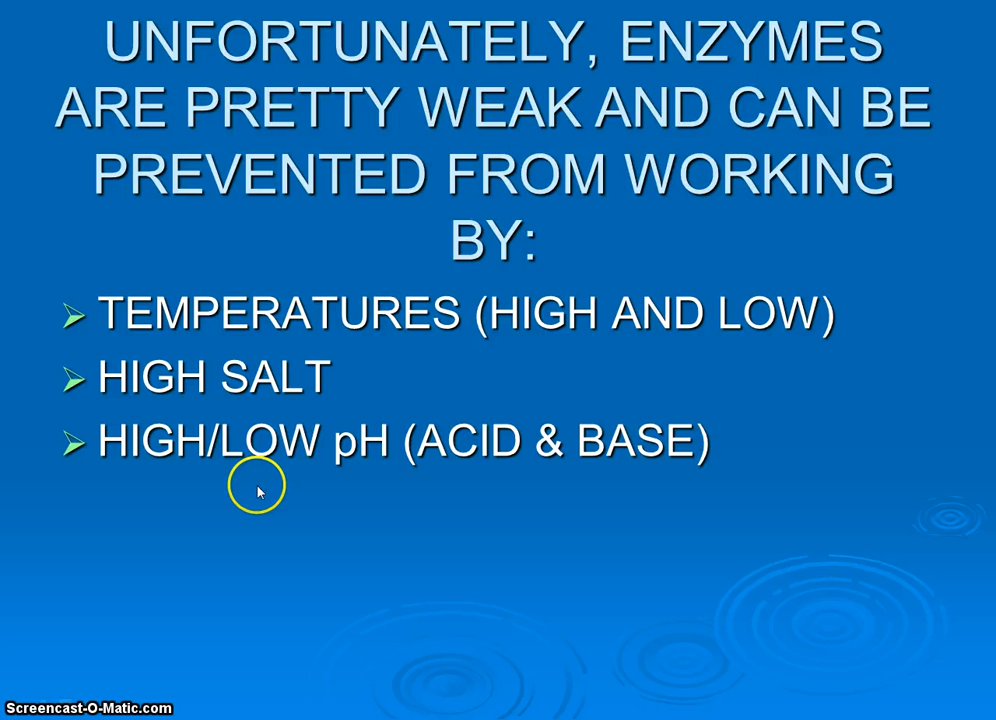 UNFORTUNATELY, ENZYMES
ARE PRETTY WEAK AND CAN BE
PREVENTED FROM WORKING
BY:
TEMPERATURES (HIGH AND LOW)
HIGH SALT
HIGH/LOW pH (ACID & BASE)
Screencast-O-Matic.com